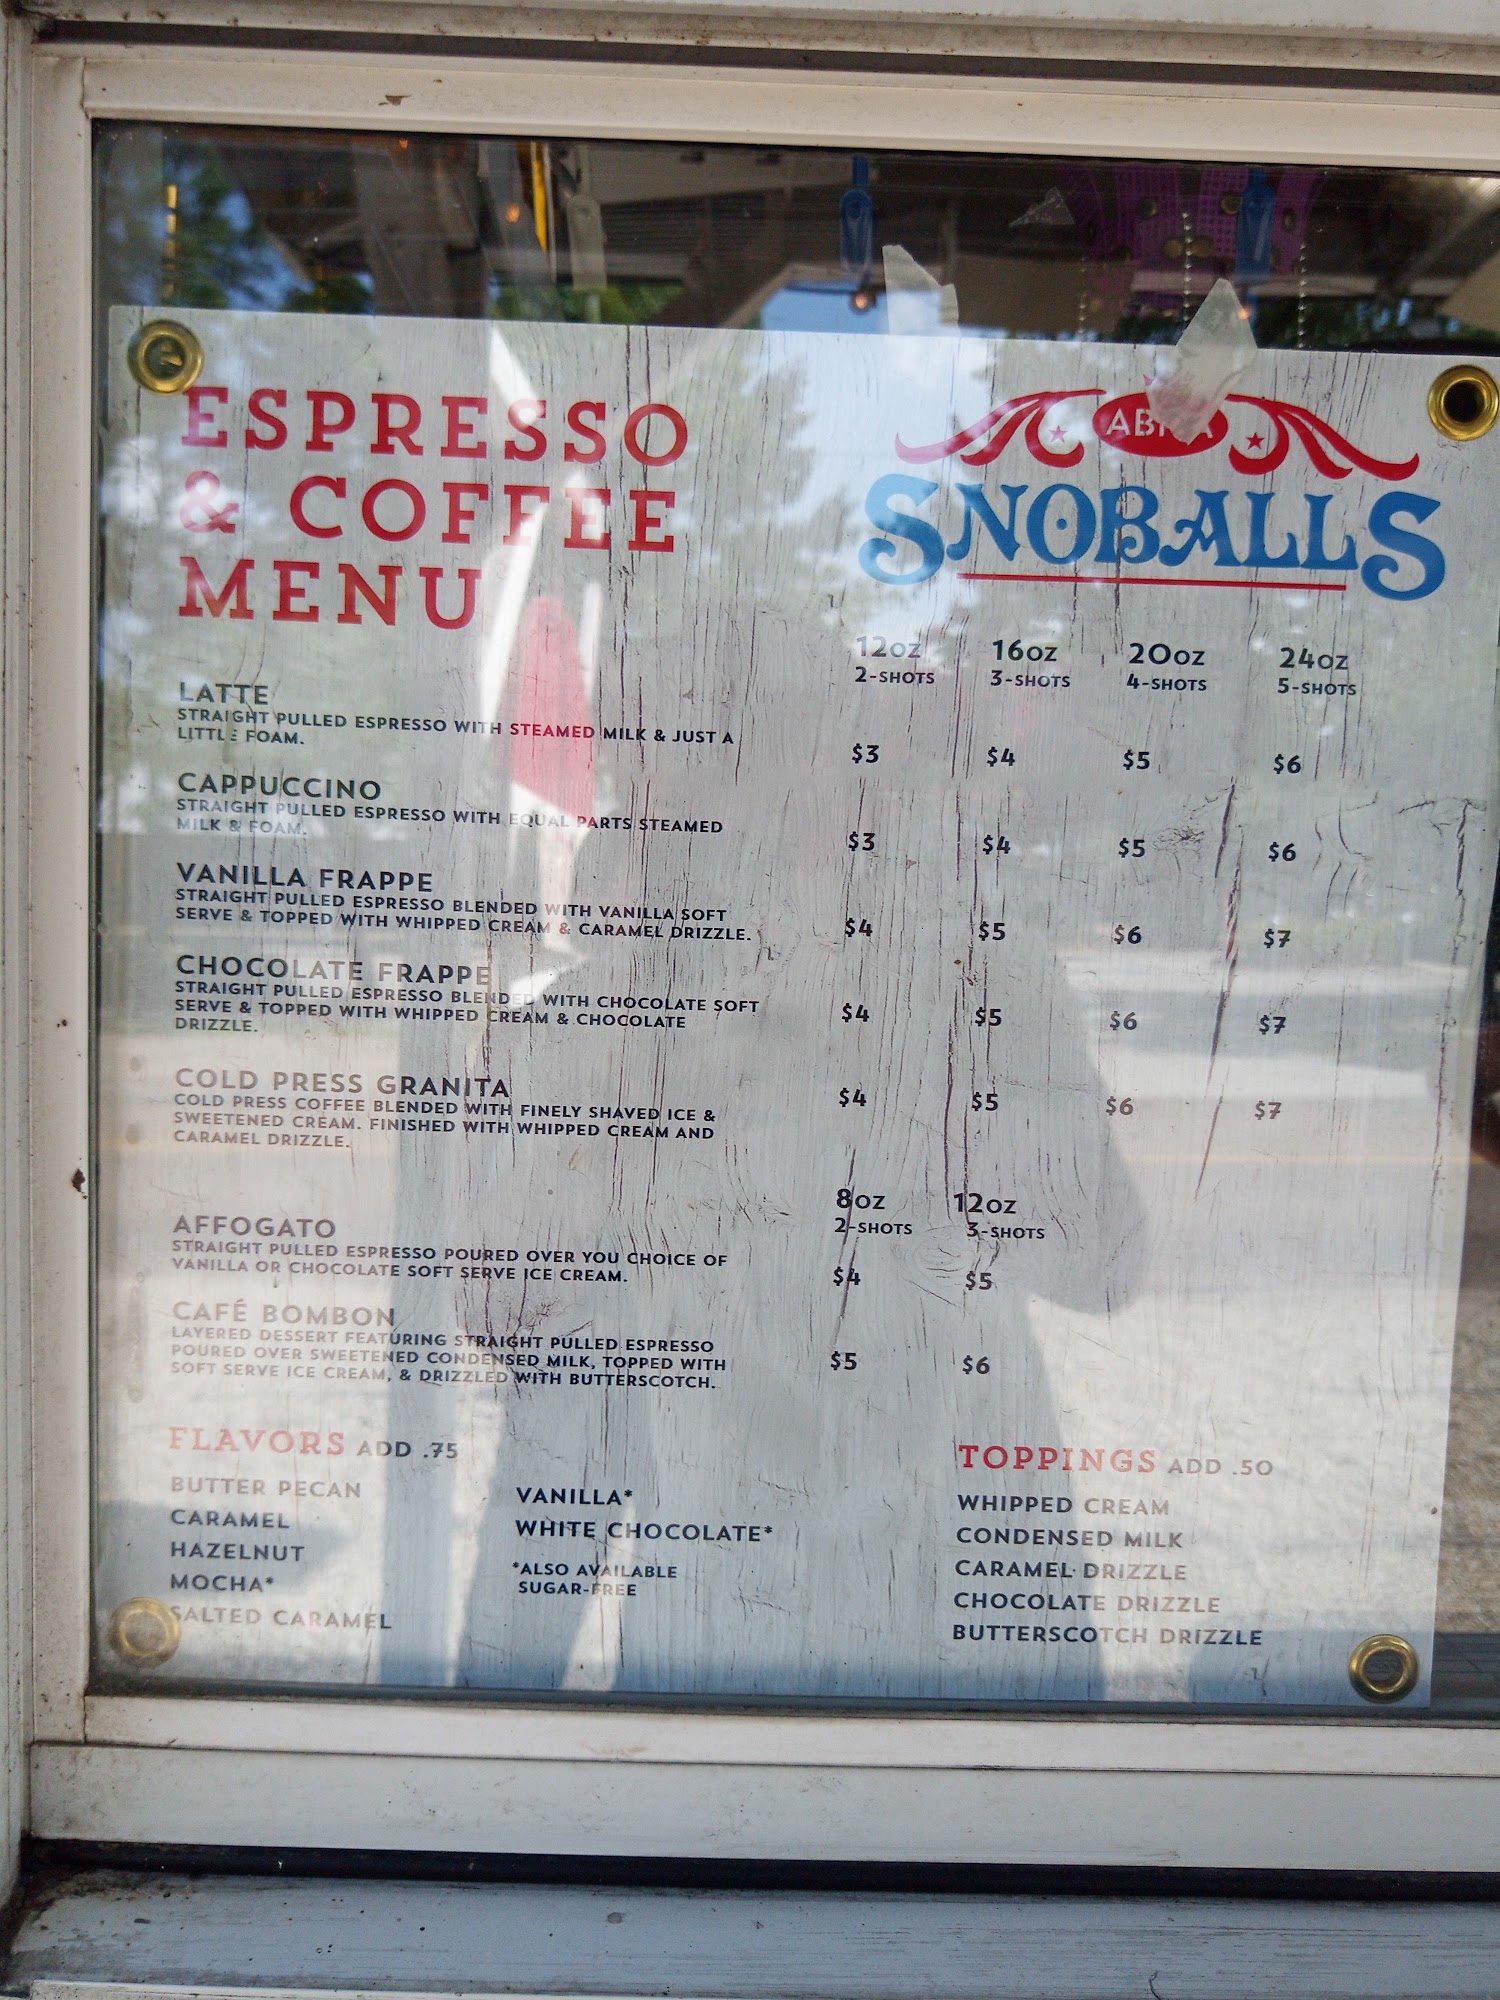 ESPRESSO
& COFFEE
MENU
SNOBALLS
12OZ 16OZ 20OZ 24OZ
2-SHOTS 3-SHOTS 4-SHOTS 5-SHOTS
LATTE
STRAIGHT PULLED ESPRESSO WITH STEAMED MILK & JUST A
LITTLE FOAM.
$3 $4 $5 $6
CAPPUCCINO
STRAIGHT PULLED ESPRESSO WITH EQUAL PARTS STEAMED
MILK & FOAM.
$3 $4 $5 $6
VANILLA FRAPPE
STRAIGHT PULLED ESPRESSO BLENDED WITH VANILLA SOFT
SERVE & TOPPED WITH WHIPPED CREAM & CARAMEL DRIZZLE.
$4 $5 $6 $7
CHOCOLATE FRAPPE
STRAIGHT PULLED ESPRESSO BLENDED WITH CHOCOLATE SOFT
SERVE & TOPPED WITH WHIPPED CREAM & CHOCOLATE
DRIZZLE.
$4 $5 $6 $7
COLD PRESS GRANITA
COLD PRESS COFFEE BLENDED WITH FINELY SHAVED ICE &
SWEETENED CREAM. FINISHED WITH WHIPPED CREAM AND
CARAMEL DRIZZLE.
$4 $5 $6 $7
8OZ 12OZ
2-SHOTS 3-SHOTS
AFFOGATO
STRAIGHT PULLED ESPRESSO POURED OVER YOU CHOICE OF
VANILLA OR CHOCOLATE SOFT SERVE ICE CREAM.
$4 $5
CAFÉ BOMBON
LAYERED DESSERT FEATURING STRAIGHT PULLED ESPRESSO
POURED OVER SWEETENED CONDENSED MILK, TOPPED WITH
SOFT SERVE ICE CREAM, & DRIZZLED WITH BUTTERSCOTCH.
$5 $6
FLAVORS ADD .75
BUTTER PECAN
CARAMEL
HAZELNUT
MOCHA*
SALTED CARAMEL
VANILLA*
WHITE CHOCOLATE*
*ALSO AVAILABLE
SUGAR-FREE
TOPPINGS ADD .50
WHIPPED CREAM
CONDENSED MILK
CARAMEL DRIZZLE
CHOCOLATE DRIZZLE
BUTTERSCOTCH DRIZZLE